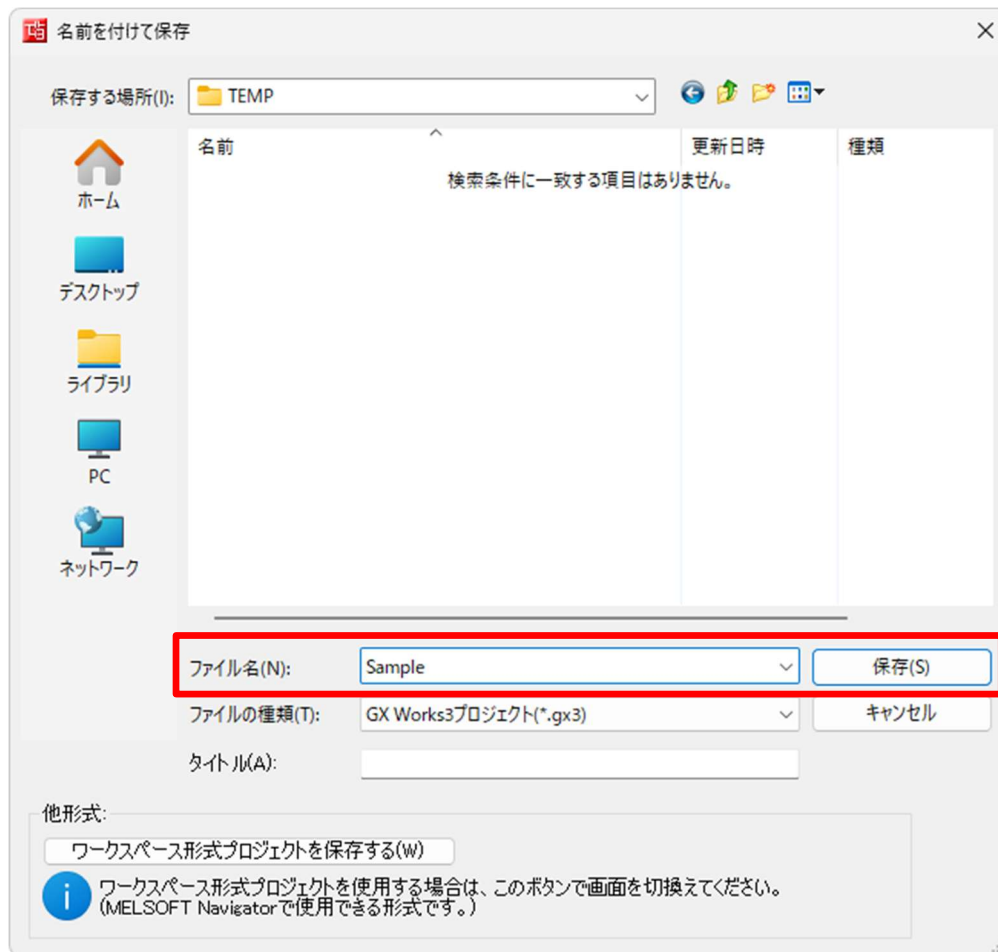 名前を付けて保存
保存する場所(I):
TEMP
名前
更新日時
種類
検索条件に一致する項目はありません。
ホーム
デスクトップ
ライブラリ
PC
ネットワーク
ファイル名(N):
Sample
保存(S)
ファイルの種類(T):
GX Works3プロジェクト(*.gx3)
キャンセル
タイトル(A):
他形式:
ワークスペース形式プロジェクトを保存する(W)
ワークスペース形式プロジェクトを使用する場合は、このボタンで画面を切換えてください。
(MELSOFT Navigatorで使用できる形式です。)